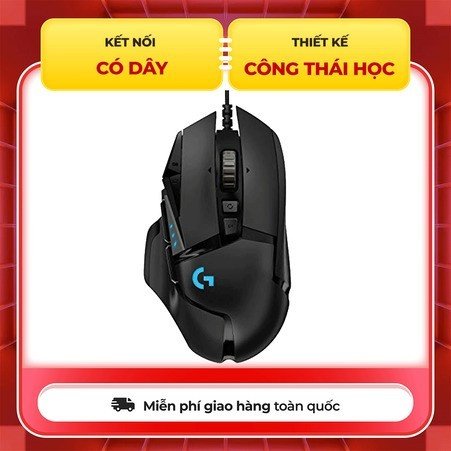 KẾT NỐI
CÓ DÂY
THIẾT KẾ
CÔNG THÁI HỌC
G
Miễn phí giao hàng toàn quốc